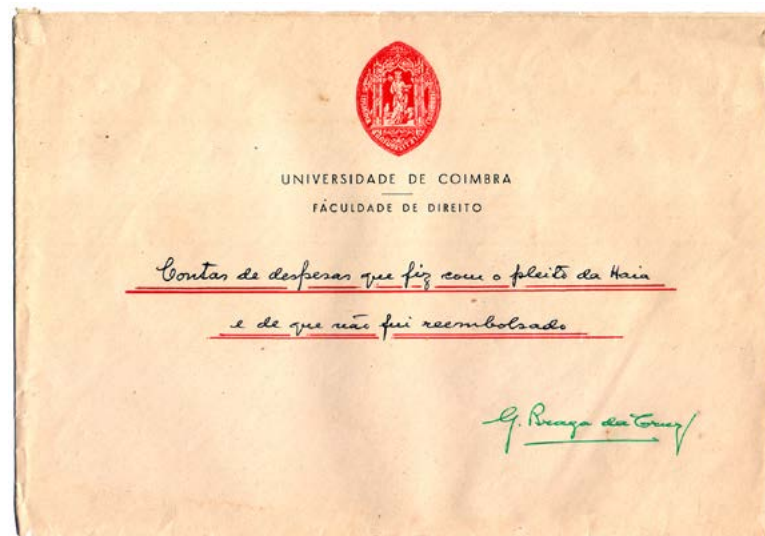 UNIVERSIDADE DE COIMBRA
FACULDADE DE DIREITO
Contas de despesas que fiz com o pleito da Haia
e de que não fui reembolsado
G. Braga da Cruz